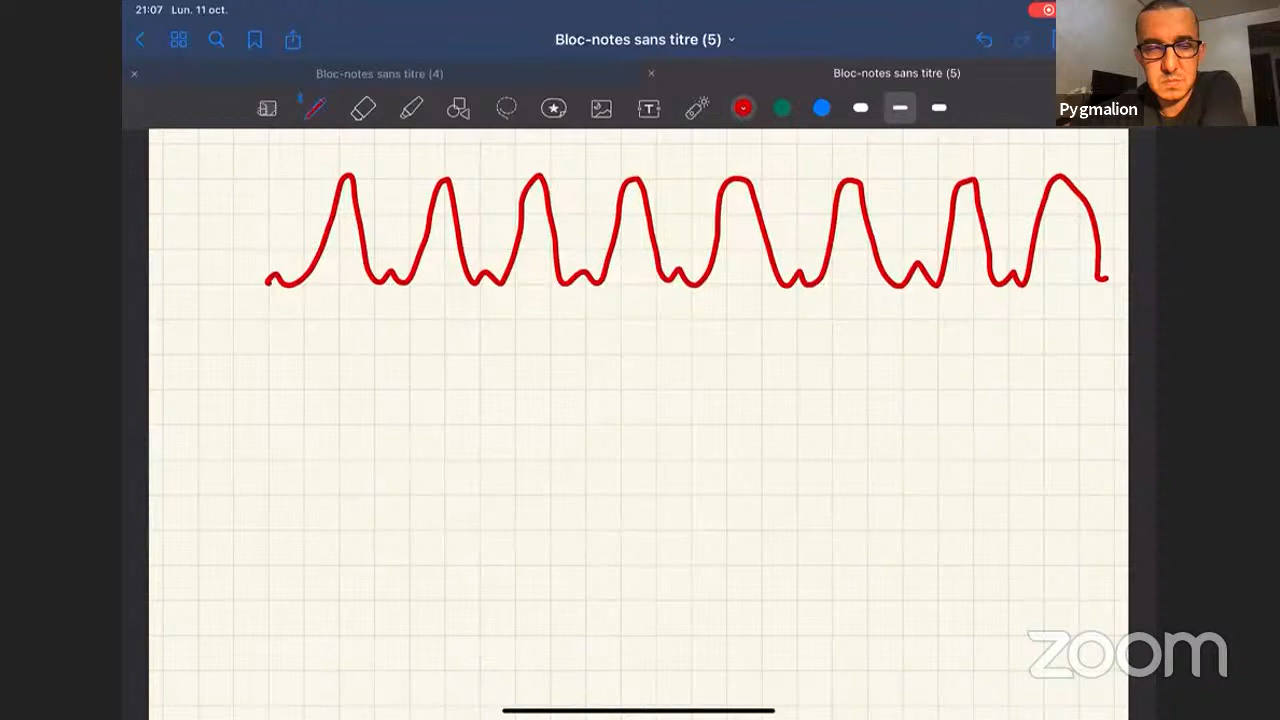 21:07 Lun. 11 oct.
Bloc-notes sans titre (5)
Bloc-notes sans titre (4)
Bloc-notes sans titre (5)
T
Pygmalion
zoom